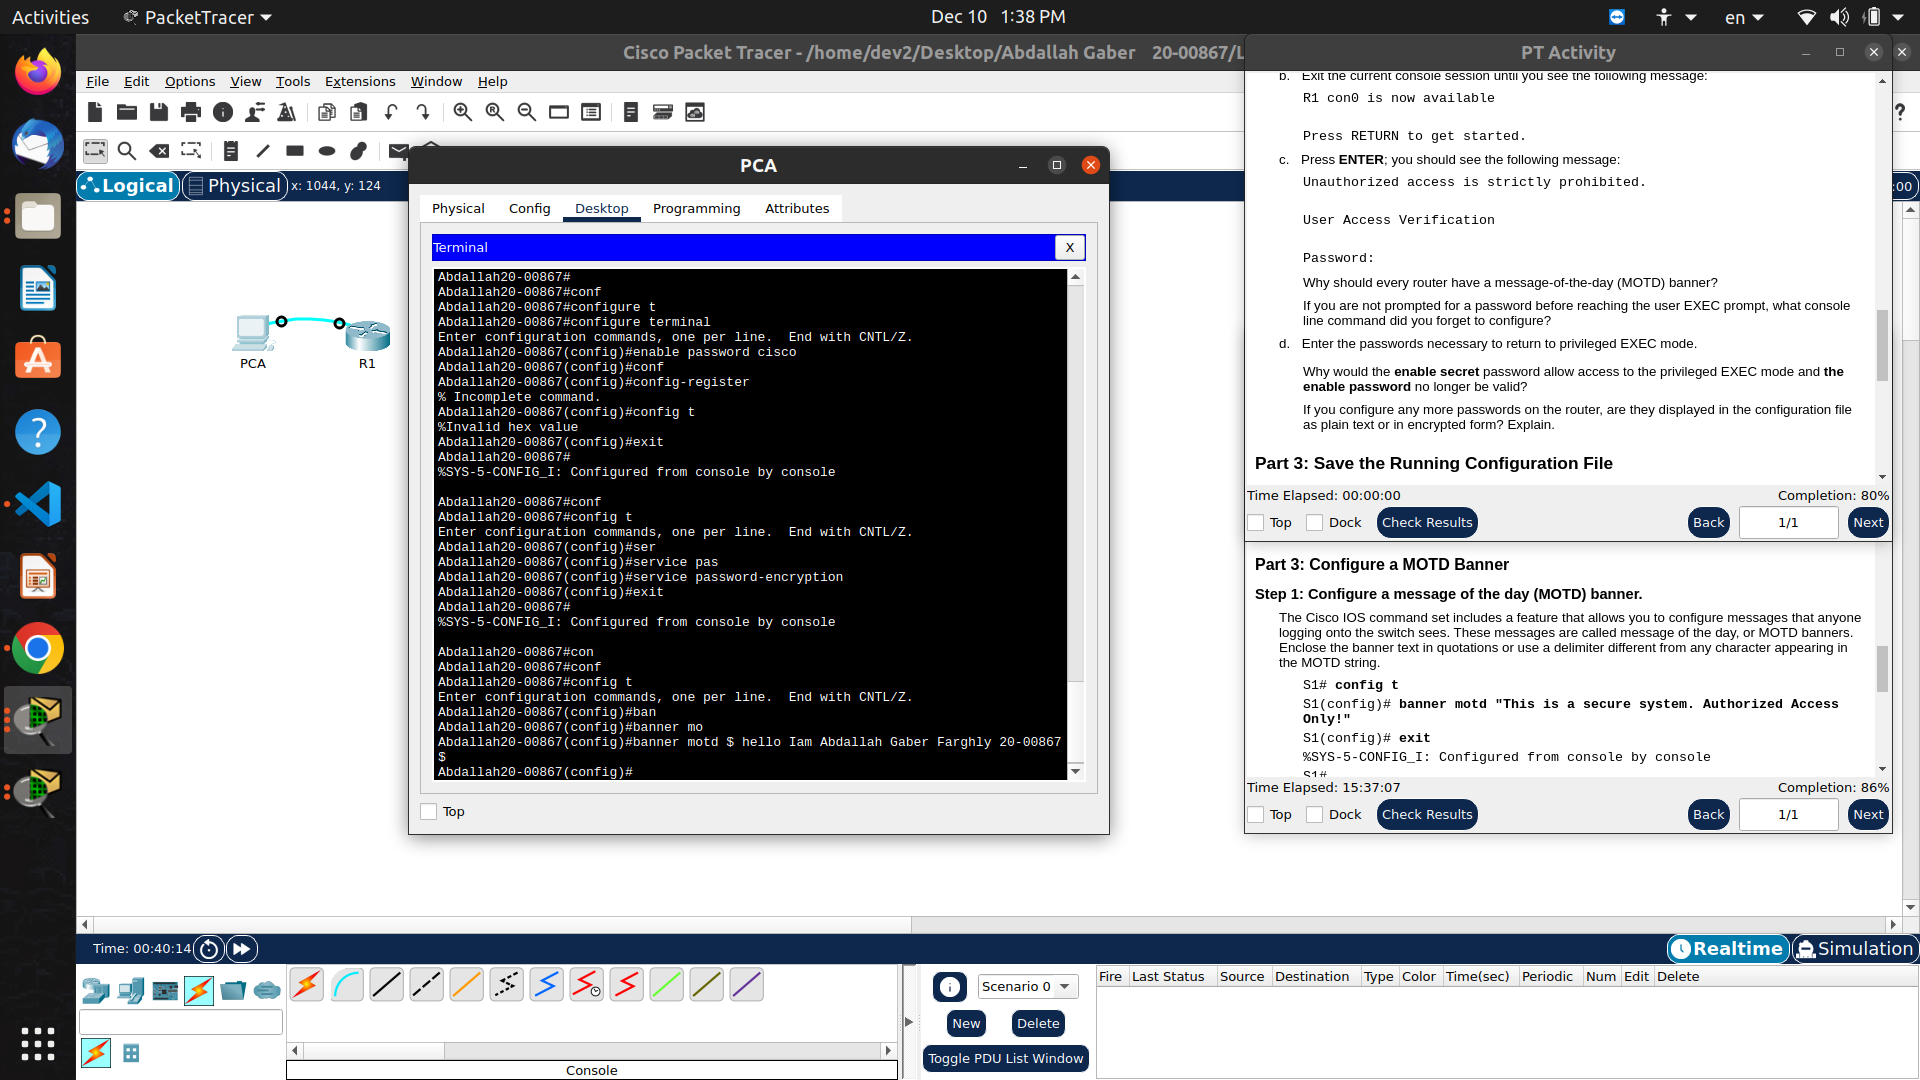 Activities
PacketTracer
Dec 10 1:38 PM
en
Cisco Packet Tracer - /home/dev2/Desktop/Abdallah Gaber 20-00867/L
File Edit Options View Tools Extensions Window Help
Logical
Physical
x: 1044, y: 124
:00
PCA
R1
PCA
Physical Config Desktop Programming Attributes
Terminal
X
Abdallah20-00867#
Abdallah20-00867#conf
Abdallah20-00867#configure t
Abdallah20-00867#configure terminal
Enter configuration commands, one per line.  End with CNTL/Z.
Abdallah20-00867(config)#enable password cisco
Abdallah20-00867(config)#conf
Abdallah20-00867(config)#config-register
% Incomplete command.
Abdallah20-00867(config)#config t
%Invalid hex value
Abdallah20-00867(config)#exit
Abdallah20-00867#
%SYS-5-CONFIG_I: Configured from console by console
Abdallah20-00867#conf
Abdallah20-00867#config t
Enter configuration commands, one per line.  End with CNTL/Z.
Abdallah20-00867(config)#ser
Abdallah20-00867(config)#service pas
Abdallah20-00867(config)#service password-encryption
Abdallah20-00867(config)#exit
Abdallah20-00867#
%SYS-5-CONFIG_I: Configured from console by console
Abdallah20-00867#con
Abdallah20-00867#conf
Abdallah20-00867#config t
Enter configuration commands, one per line.  End with CNTL/Z.
Abdallah20-00867(config)#ban
Abdallah20-00867(config)#banner mo
Abdallah20-00867(config)#banner motd $ hello Iam Abdallah Gaber Farghly 20-00867
$
Abdallah20-00867(config)#
Top
PT Activity
b. Exit the current console session until you see the following message:
R1 con0 is now available
Press RETURN to get started.
c. Press ENTER; you should see the following message:
Unauthorized access is strictly prohibited.
User Access Verification
Password:
Why should every router have a message-of-the-day (MOTD) banner?
If you are not prompted for a password before reaching the user EXEC prompt, what console
line command did you forget to configure?
d. Enter the passwords necessary to return to privileged EXEC mode.
Why would the enable secret password allow access to the privileged EXEC mode and the
enable password no longer be valid?
If you configure any more passwords on the router, are they displayed in the configuration file
as plain text or in encrypted form? Explain.
Part 3: Save the Running Configuration File
Time Elapsed: 00:00:00
Completion: 80%
Top Dock Check Results Back 1/1 Next
Part 3: Configure a MOTD Banner
Step 1: Configure a message of the day (MOTD) banner.
The Cisco IOS command set includes a feature that allows you to configure messages that anyone
logging onto the switch sees. These messages are called message of the day, or MOTD banners.
Enclose the banner text in quotations or use a delimiter different from any character appearing in
the MOTD string.
S1# config t
S1(config)# banner motd "This is a secure system. Authorized Access
Only!"
S1(config)# exit
%SYS-5-CONFIG_I: Configured from console by console
S1#
Time Elapsed: 15:37:07
Completion: 86%
Top Dock Check Results Back 1/1 Next
Time: 00:40:14
Realtime
Simulation
Scenario 0
New
Delete
Toggle PDU List Window
Fire Last Status Source Destination Type Color Time(sec) Periodic Num Edit Delete
Console